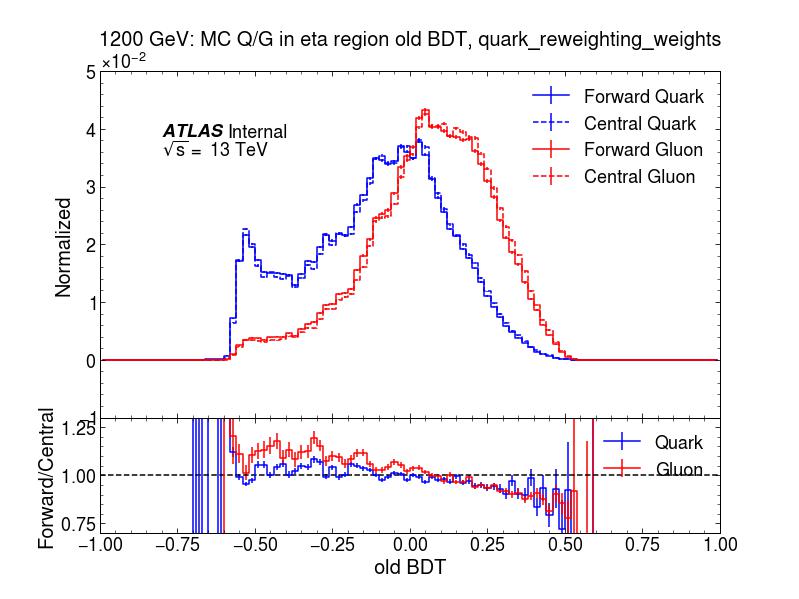 1200 GeV: MC Q/G in eta region old BDT, quark_reweighting_weights
×10⁻²
5
4
3
2
1
0
−1
Normalized
ATLAS Internal
√s = 13 TeV
Forward Quark
Central Quark
Forward Gluon
Central Gluon
1.25
1.00
0.75
Forward/Central
Quark
Gluon
−1.00 −0.75 −0.50 −0.25 0.00 0.25 0.50 0.75 1.00
old BDT